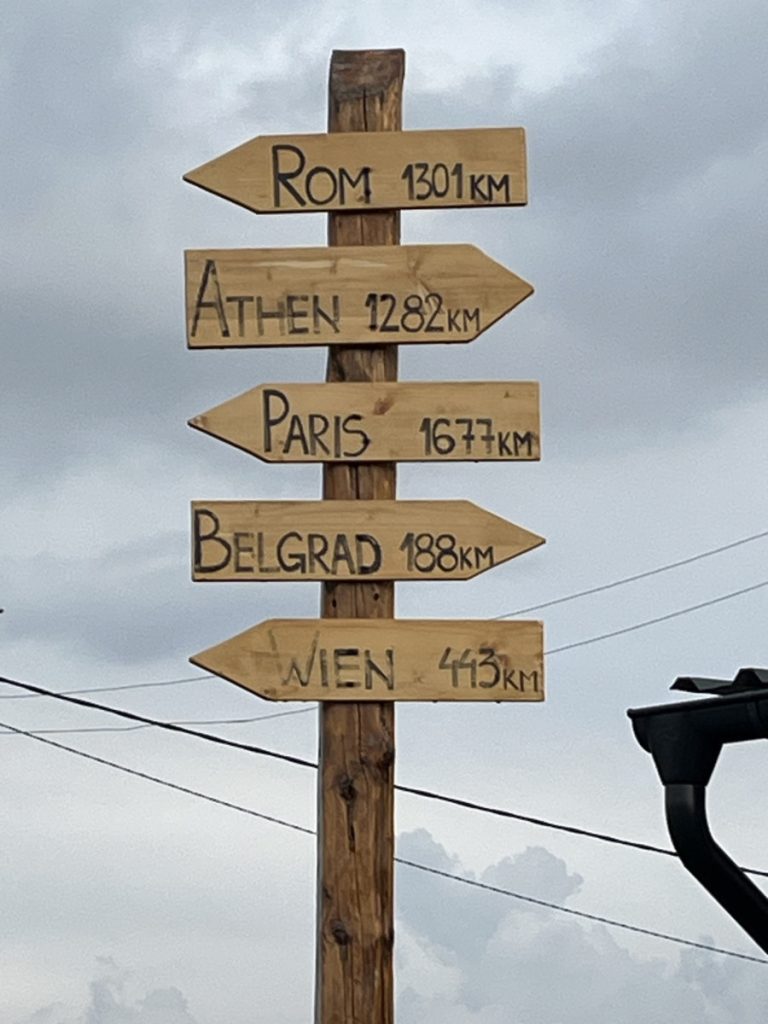 ROM 1301KM
ATHEN 1282KM
PARIS 1677KM
BELGRAD 188KM
WIEN 443KM